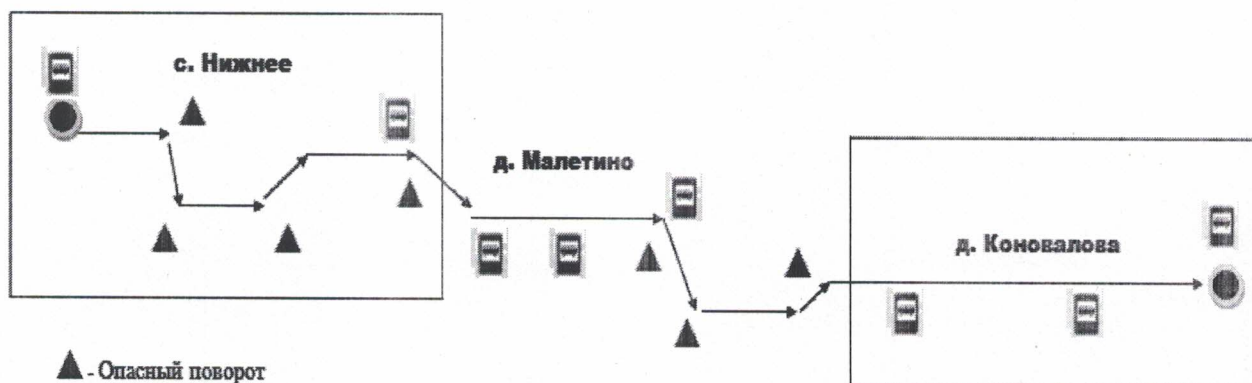 с. Нижнее
д. Малетино
д. Коновалова
- Опасный поворот